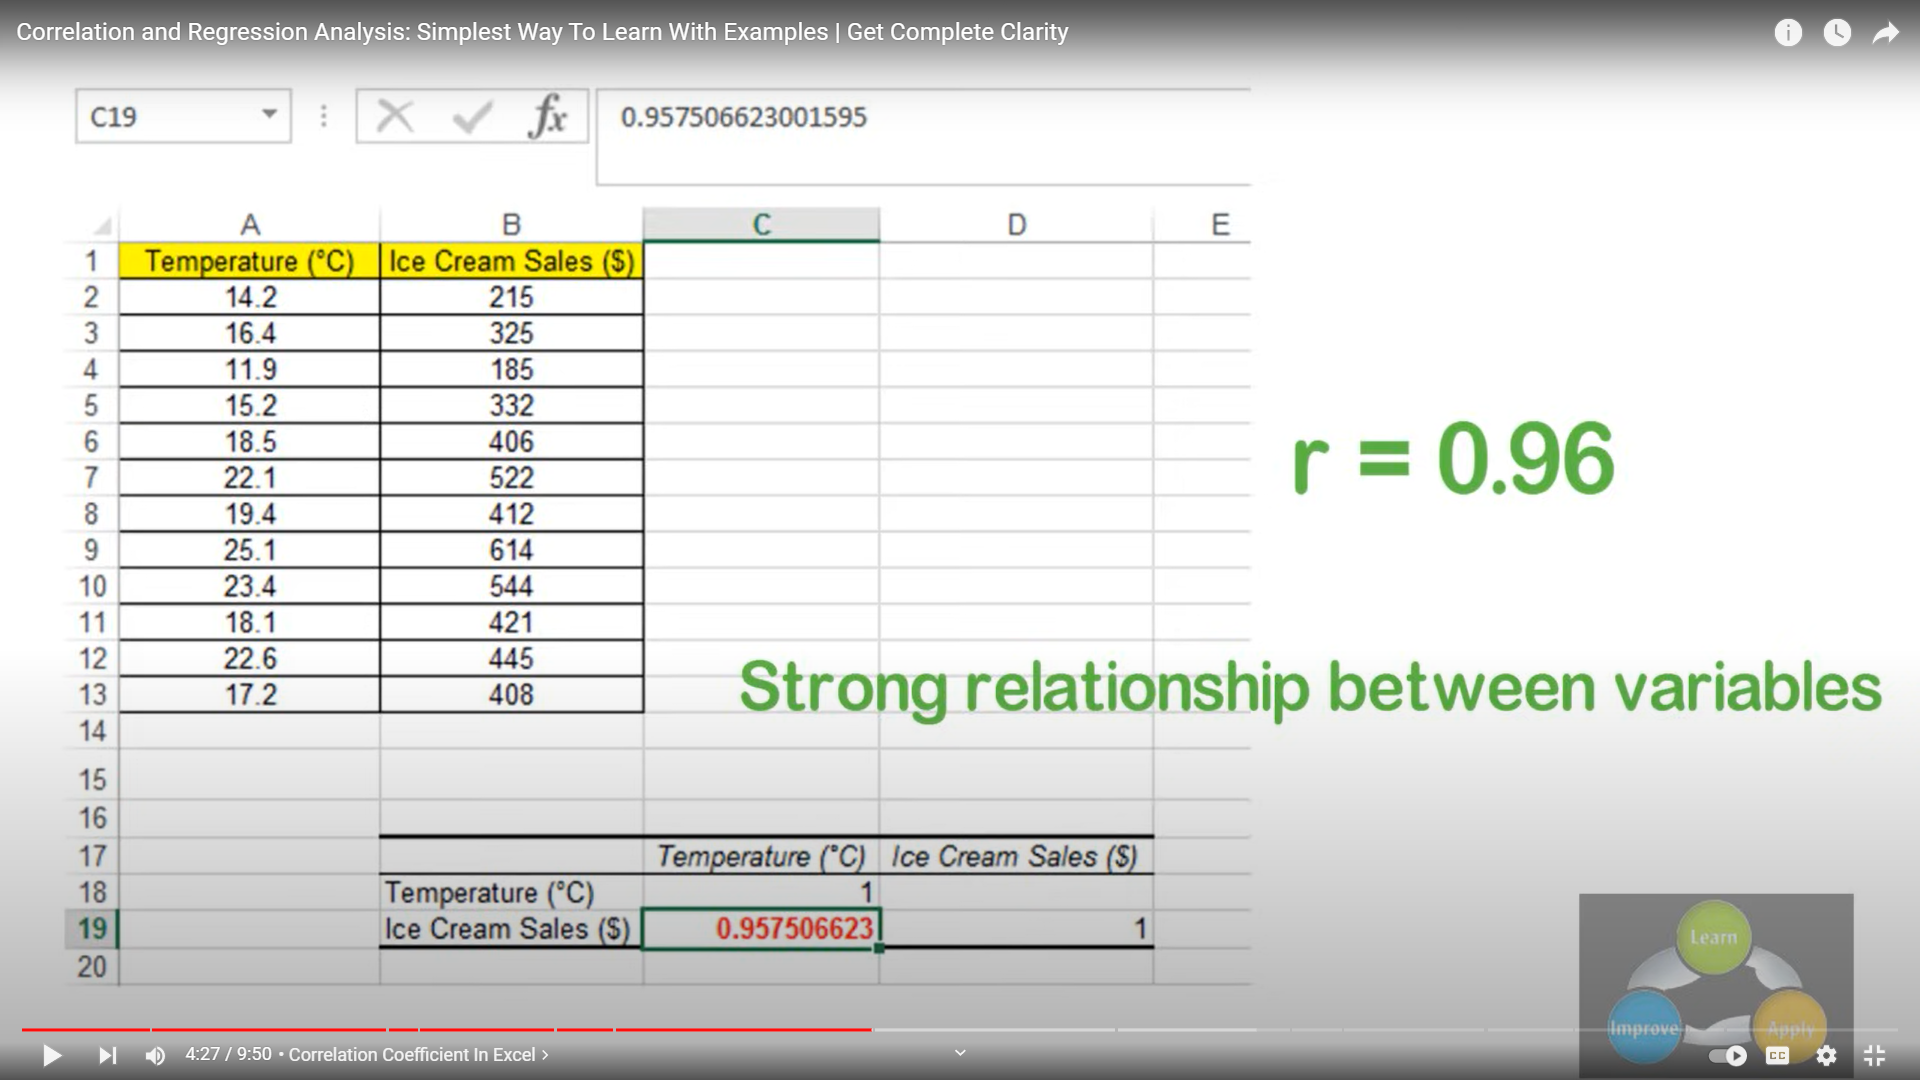 Correlation and Regression Analysis: Simplest Way To Learn With Examples | Get Complete Clarity
C19 fx 0.957506623001595
A B C D E
1 Temperature (°C) Ice Cream Sales ($)
2 14.2 215
3 16.4 325
4 11.9 185
5 15.2 332
6 18.5 406
7 22.1 522
8 19.4 412
9 25.1 614
10 23.4 544
11 18.1 421
12 22.6 445
13 17.2 408
r = 0.96
Strong relationship between variables
14
15
16
17 Temperature (°C) Ice Cream Sales ($)
18 Temperature (°C) 1
19 Ice Cream Sales ($) 0.957506623 1
20
Learn
Improve Apply
4:27 / 9:50 • Correlation Coefficient In Excel ›
CC